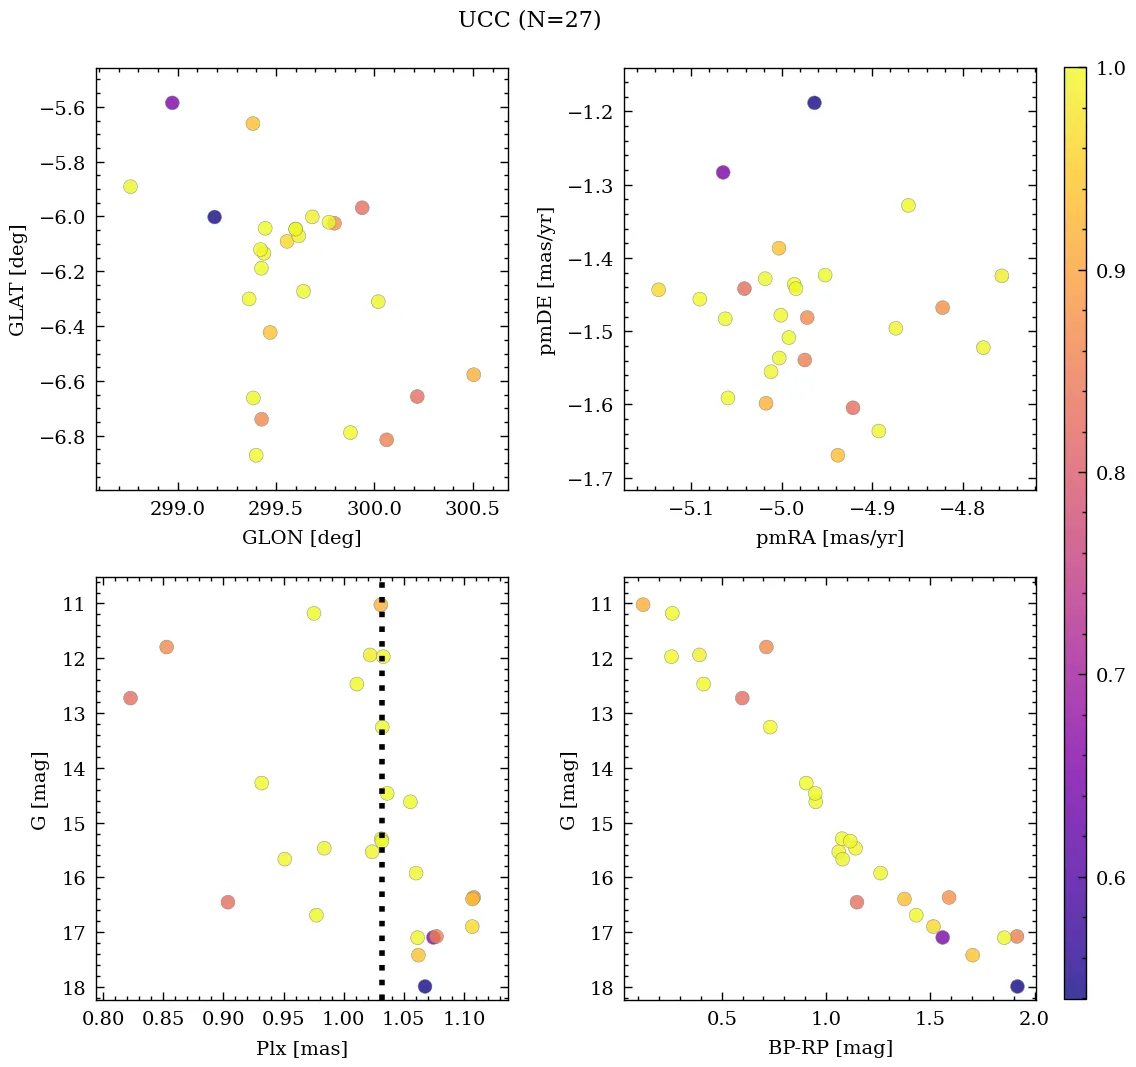 UCC (N=27)
−5.6
−5.8
−6.0
−6.2
−6.4
−6.6
−6.8
GLAT [deg]
299.0 299.5 300.0 300.5
GLON [deg]
−1.2
−1.3
−1.4
−1.5
−1.6
−1.7
pmDE [mas/yr]
−5.1 −5.0 −4.9 −4.8
pmRA [mas/yr]
11
12
13
14
15
16
17
18
G [mag]
0.80 0.85 0.90 0.95 1.00 1.05 1.10
Plx [mas]
11
12
13
14
15
16
17
18
G [mag]
0.5 1.0 1.5 2.0
BP-RP [mag]
1.0
0.9
0.8
0.7
0.6